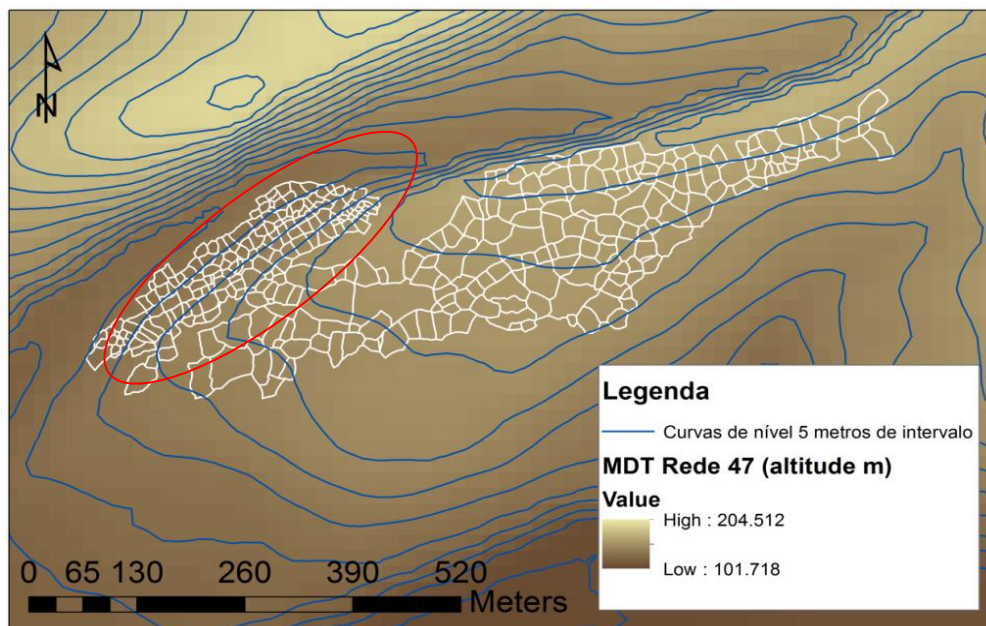 N
Legenda
Curvas de nível 5 metros de intervalo
MDT Rede 47 (altitude m)
Value
High : 204.512
Low : 101.718
0 65 130 260 390 520
Meters